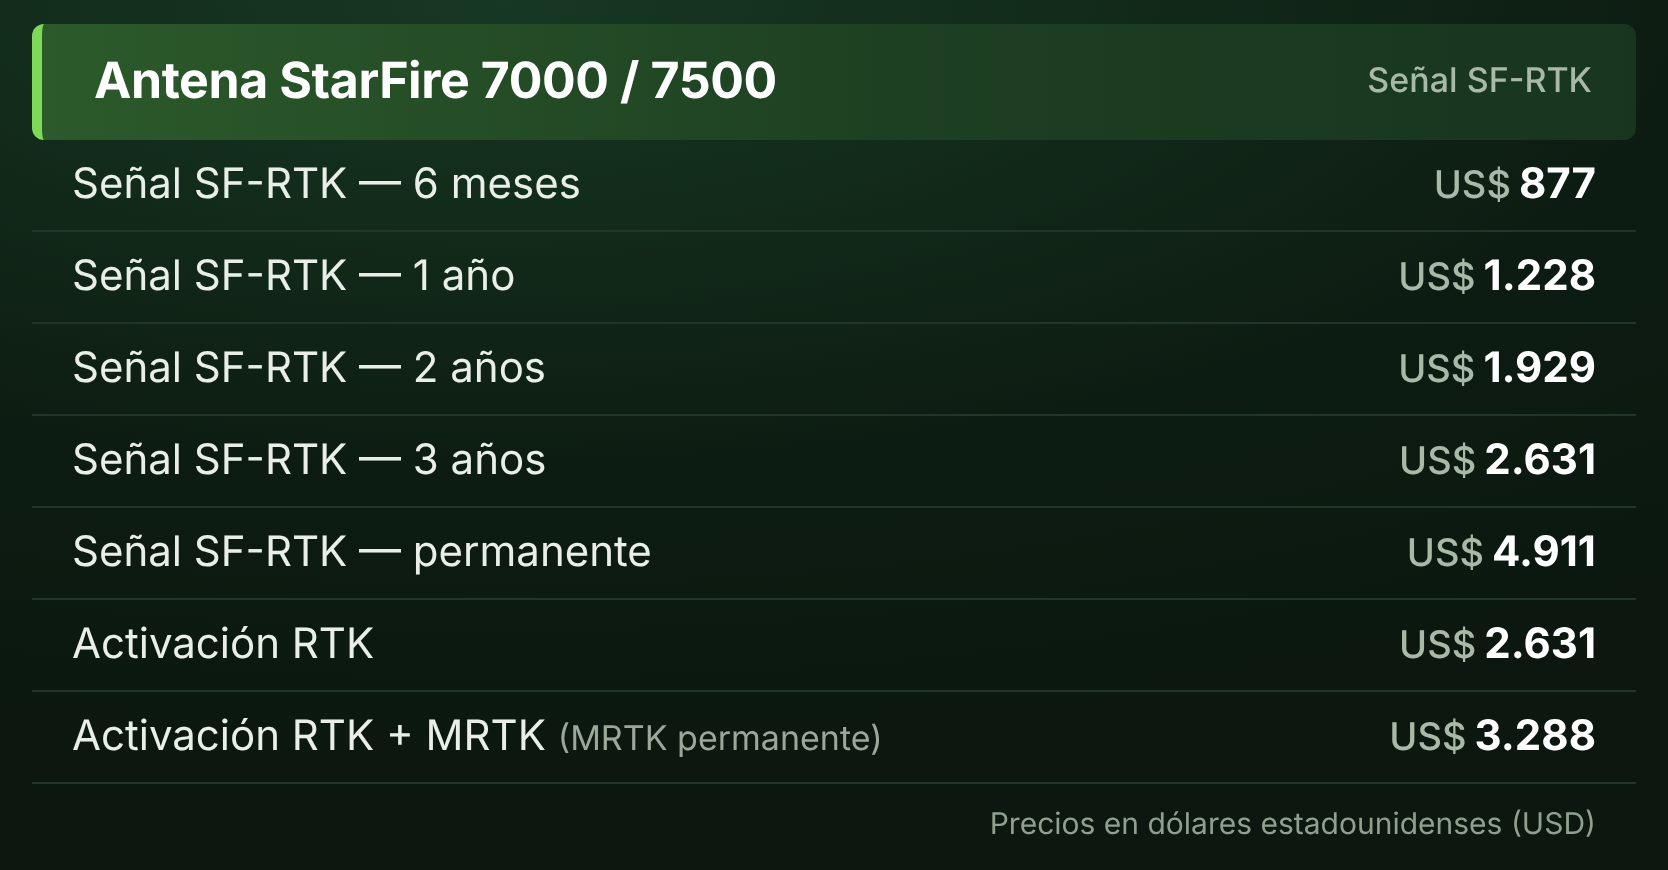 Antena StarFire 7000 / 7500 Señal SF-RTK
Señal SF-RTK — 6 meses US$ 877
Señal SF-RTK — 1 año US$ 1.228
Señal SF-RTK — 2 años US$ 1.929
Señal SF-RTK — 3 años US$ 2.631
Señal SF-RTK — permanente US$ 4.911
Activación RTK US$ 2.631
Activación RTK + MRTK (MRTK permanente) US$ 3.288
Precios en dólares estadounidenses (USD)